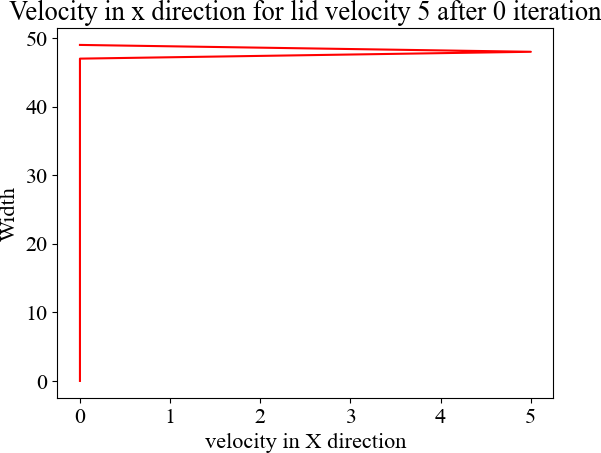 Velocity in x direction for lid velocity 5 after 0 iteration
50
40
30
20
10
0
Width
0 1 2 3 4 5
velocity in X direction